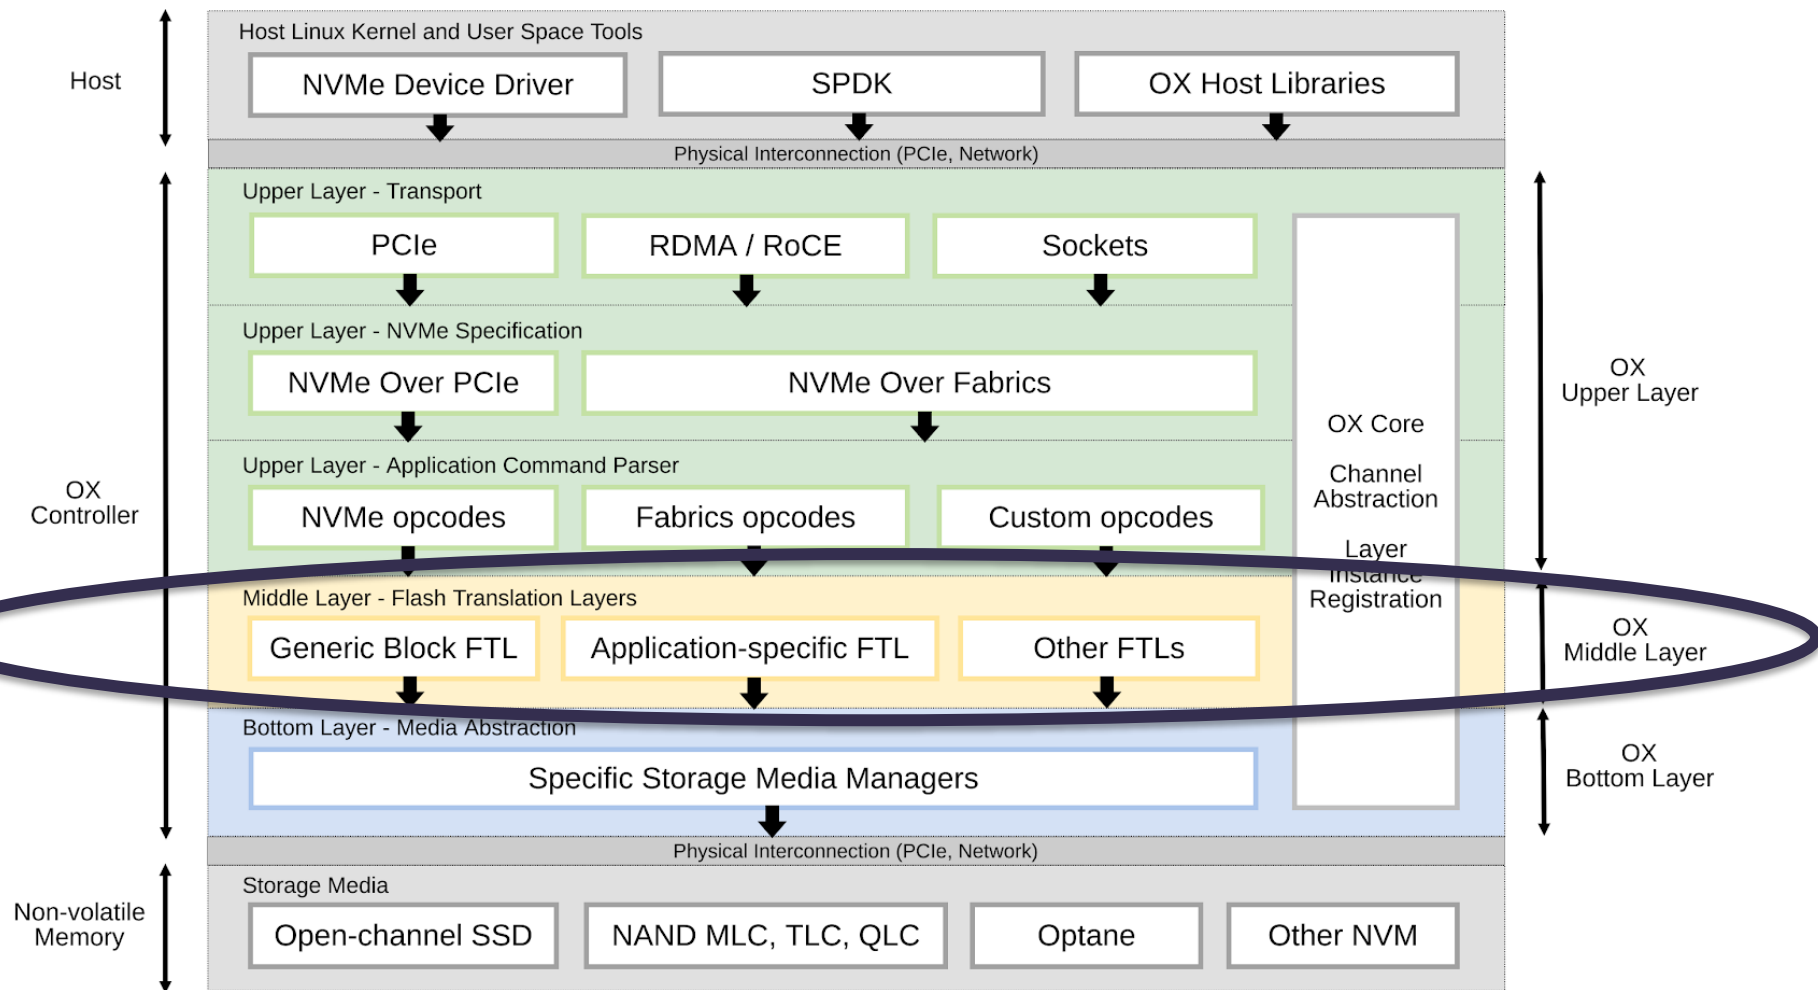 Host Linux Kernel and User Space Tools
Host
NVMe Device Driver
SPDK
OX Host Libraries
Physical Interconnection (PCIe, Network)
Upper Layer - Transport
PCIe
RDMA / RoCE
Sockets
Upper Layer - NVMe Specification
NVMe Over PCIe
NVMe Over Fabrics
OX
Upper Layer
OX Core
Channel
Abstraction
Layer
Instance
Registration
Upper Layer - Application Command Parser
OX
Controller
NVMe opcodes
Fabrics opcodes
Custom opcodes
Middle Layer - Flash Translation Layers
Generic Block FTL
Application-specific FTL
Other FTLs
OX
Middle Layer
Bottom Layer - Media Abstraction
Specific Storage Media Managers
OX
Bottom Layer
Physical Interconnection (PCIe, Network)
Storage Media
Non-volatile
Memory
Open-channel SSD
NAND MLC, TLC, QLC
Optane
Other NVM